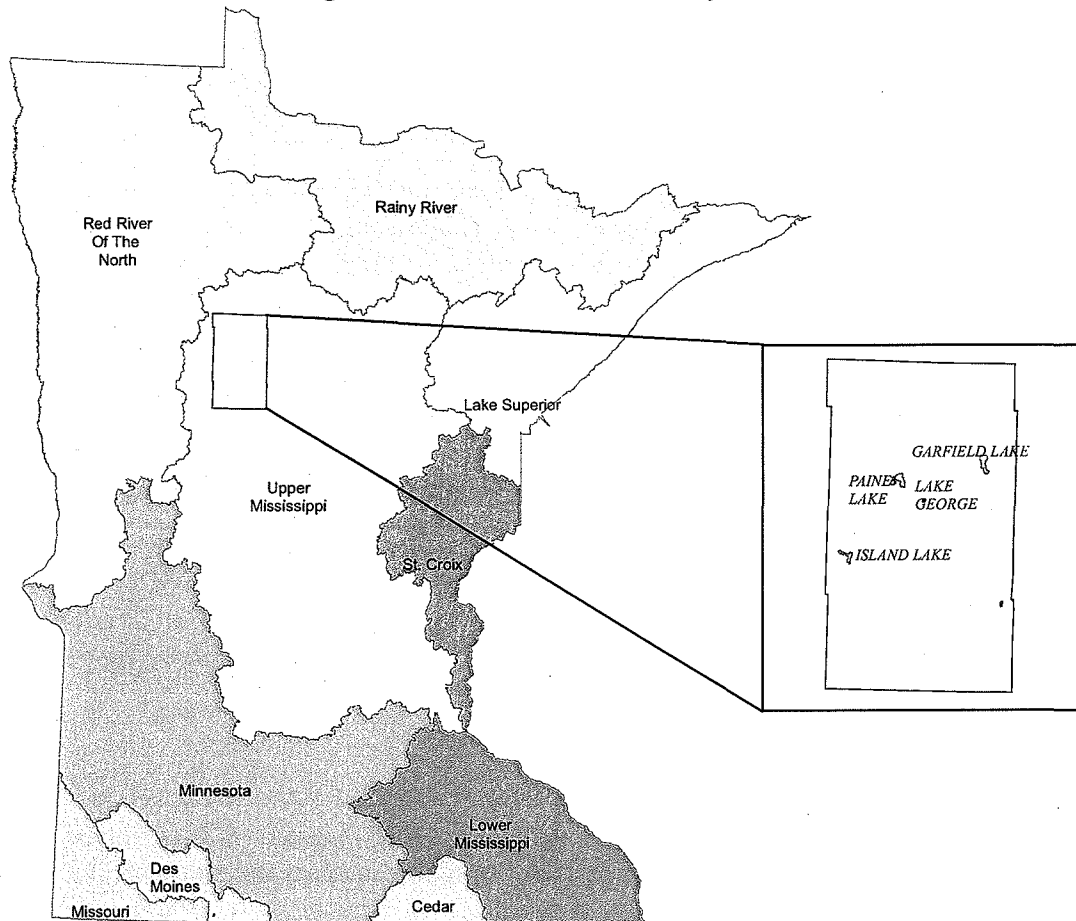 Red River
Of The
North
Rainy River
Lake Superior
Upper
Mississippi
St. Croix
Minnesota
Lower
Mississippi
Des
Moines
Missouri
Cedar
GARFIELD LAKE
PAINE
LAKE
LAKE
GEORGE
ISLAND LAKE